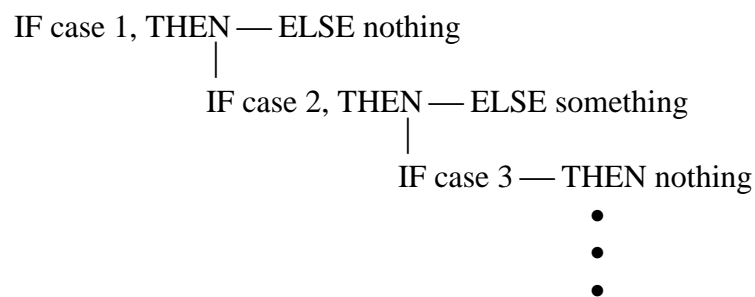 IF case 1, THEN — ELSE nothing
IF case 2, THEN — ELSE something
IF case 3 — THEN nothing
•
•
•